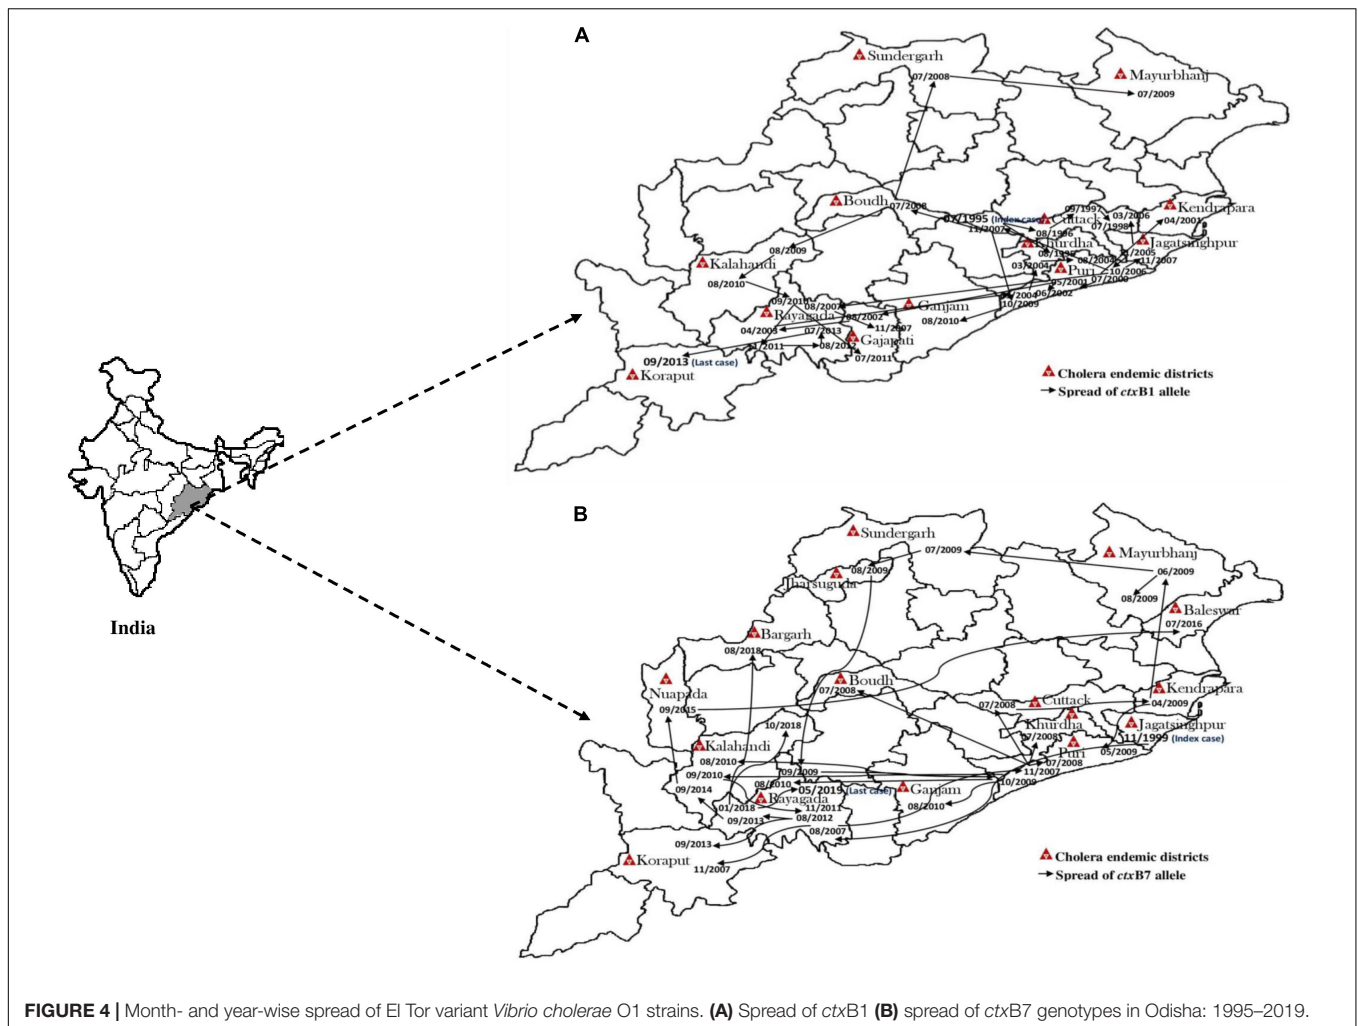 A
Sundergarh
07/2008
Mayurbhanj
07/2009
Boudh
07/2008
07/1995 (Index case)
11/2007
Cuttack
09/1997
08/1996
07/1998
03/2006
Kendrapara
04/2001
Khurdha
08/1995
Jagatsinghpur
11/2007
08/2004
03/2004
Puri
10/2006
05/2001
07/2000
06/2002
10/2009
08/2009
Kalahandi
08/2010
Rayagada
08/2007
08/2002
11/2007
Ganjam
08/2010
04/2003
07/2013
Gajapati
08/2012
07/2011
09/2013 (Last case)
Koraput
Cholera endemic districts
Spread of ctxB1 allele
India
B
Sundergarh
07/2009
Mayurbhanj
06/2009
08/2009
Jharsuguda
08/2009
Baleswar
07/2016
Bargarh
08/2018
Nuapada
09/2015
Boudh
07/2008
Cuttack
07/2008
Kendrapara
04/2009
Khurdha
07/2008
Jagatsinghpur
11/1999 (Index case)
Puri
05/2009
07/2008
11/2007
10/2009
10/2018
Kalahandi
08/2010
09/2010
09/2009
08/2010
09/2014
05/2019 (Last case)
Rayagada
Ganjam
08/2010
01/2018
11/2011
09/2013
08/2012
08/2007
09/2013
Koraput
11/2007
Cholera endemic districts
Spread of ctxB7 allele
FIGURE 4 | Month- and year-wise spread of El Tor variant Vibrio cholerae O1 strains. (A) Spread of ctxB1 (B) spread of ctxB7 genotypes in Odisha: 1995–2019.